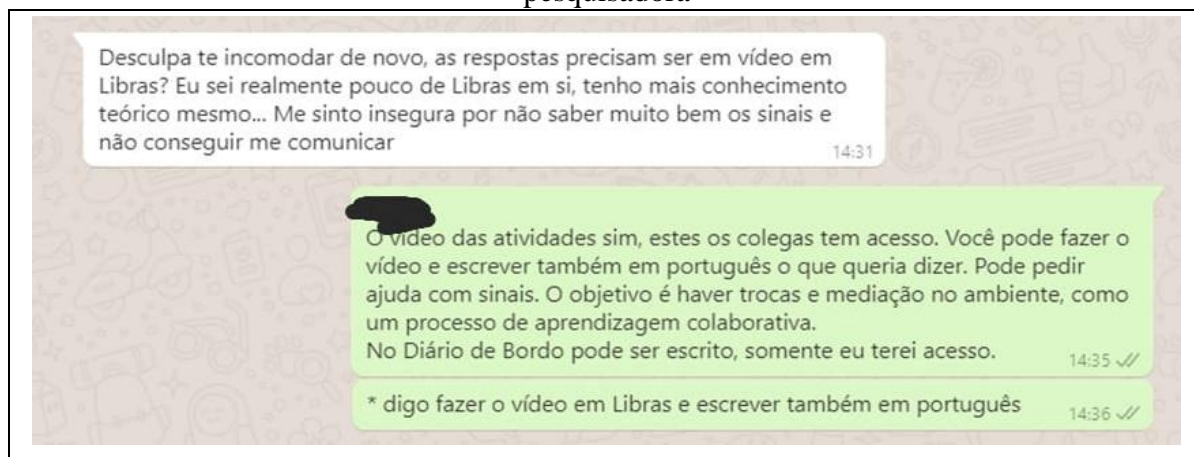 pesquisadora
Desculpa te incomodar de novo, as respostas precisam ser em vídeo em
Libras? Eu sei realmente pouco de Libras em si, tenho mais conhecimento
teórico mesmo... Me sinto insegura por não saber muito bem os sinais e
não conseguir me comunicar
14:31
O vídeo das atividades sim, estes os colegas tem acesso. Você pode fazer o
vídeo e escrever também em português o que queria dizer. Pode pedir
ajuda com sinais. O objetivo é haver trocas e mediação no ambiente, como
um processo de aprendizagem colaborativa.
No Diário de Bordo pode ser escrito, somente eu terei acesso.
14:35
* digo fazer o vídeo em Libras e escrever também em português
14:36